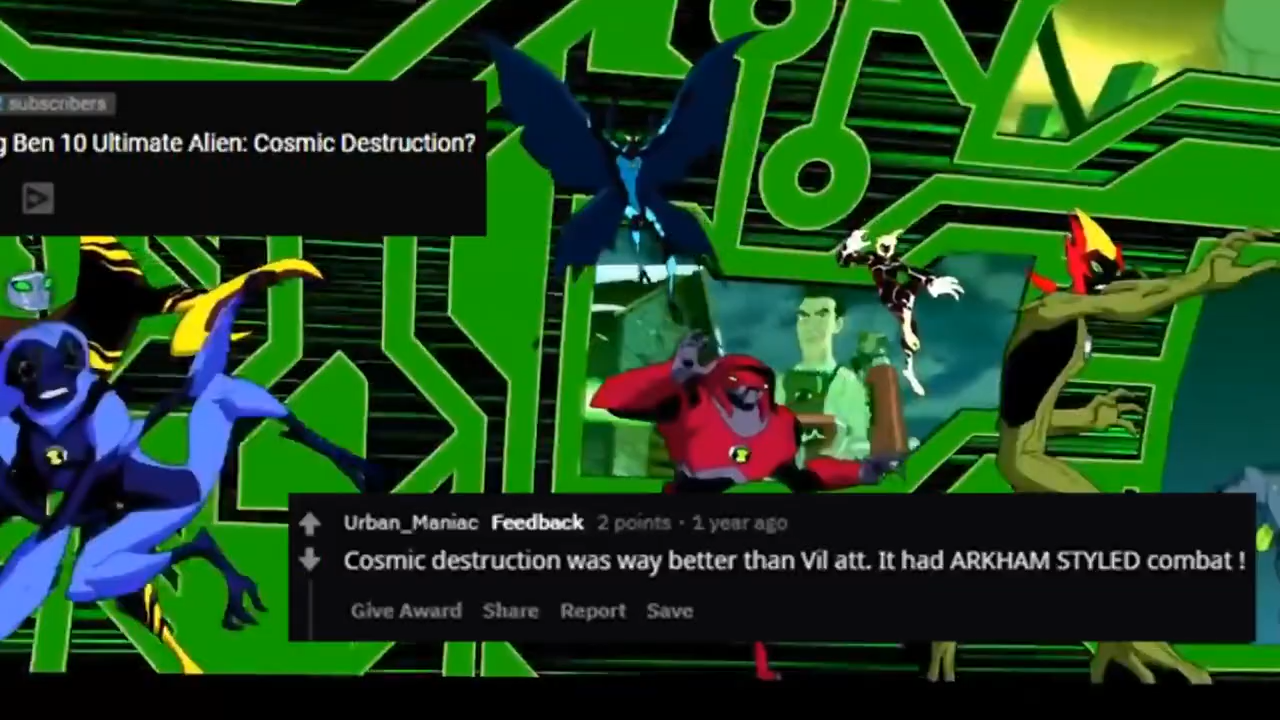 subscribers
g Ben 10 Ultimate Alien: Cosmic Destruction?
Urban_Maniac Feedback 2 points · 1 year ago
Cosmic destruction was way better than Vil att. It had ARKHAM STYLED combat !
Give Award Share Report Save